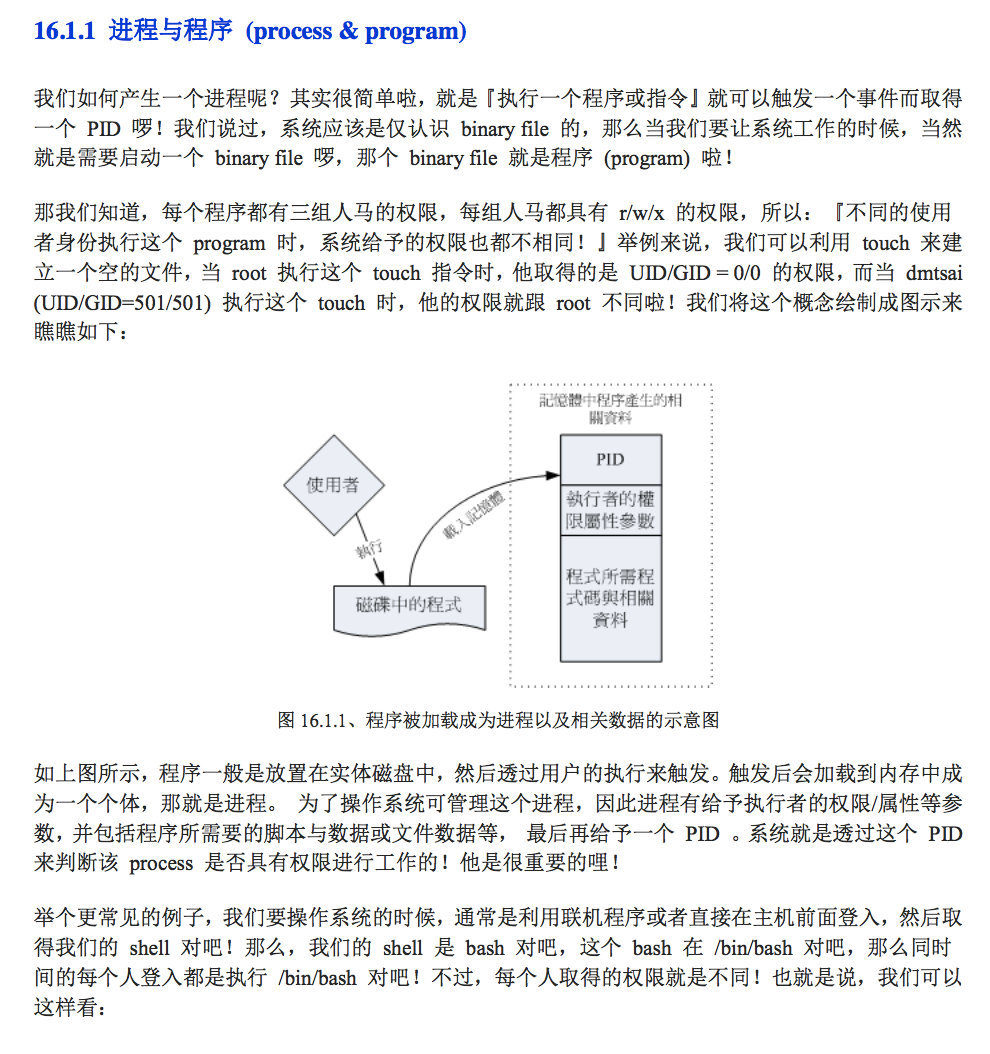 16.1.1 进程与程序 (process & program)
我们如何产生一个进程呢？其实很简单啦，就是『执行一个程序或指令』就可以触发一个事件而取得
一个 PID 啰！我们说过，系统应该是仅认识 binary file 的，那么当我们要让系统工作的时候，当然
就是需要启动一个 binary file 啰，那个 binary file 就是程序 (program) 啦！
那我们知道，每个程序都有三组人马的权限，每组人马都具有 r/w/x 的权限，所以：『不同的使用
者身份执行这个 program 时，系统给予的权限也都不相同！』举例来说，我们可以利用 touch 来建
立一个空的文件，当 root 执行这个 touch 指令时，他取得的是 UID/GID = 0/0 的权限，而当 dmtsai
(UID/GID=501/501) 执行这个 touch 时，他的权限就跟 root 不同啦！我们将这个概念绘制成图示来
瞧瞧如下：
記憶體中程序產生的相
關資料
PID
使用者
執行者的權
限屬性參數
載入記憶體
執行
程式所需程
式碼與相關
資料
磁碟中的程式
图 16.1.1、程序被加载成为进程以及相关数据的示意图
如上图所示，程序一般是放置在实体磁盘中，然后透过用户的执行来触发。触发后会加载到内存中成
为一个个体，那就是进程。 为了操作系统可管理这个进程，因此进程有给予执行者的权限/属性等参
数，并包括程序所需要的脚本与数据或文件数据等， 最后再给予一个 PID 。系统就是透过这个 PID
来判断该 process 是否具有权限进行工作的！他是很重要的哩！
举个更常见的例子，我们要操作系统的时候，通常是利用联机程序或者直接在主机前面登入，然后取
得我们的 shell 对吧！那么，我们的 shell 是 bash 对吧，这个 bash 在 /bin/bash 对吧，那么同时
间的每个人登入都是执行 /bin/bash 对吧！不过，每个人取得的权限就是不同！也就是说，我们可以
这样看：